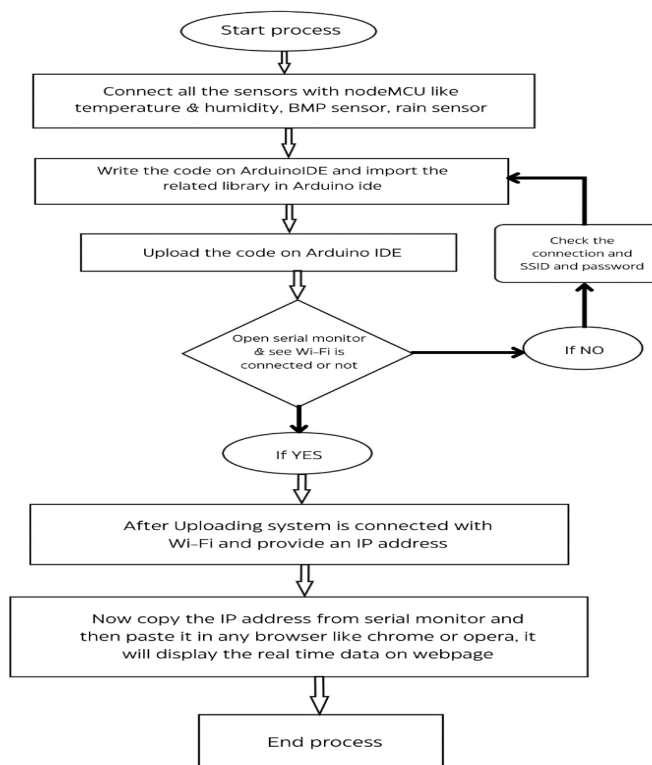 Start process
Connect all the sensors with nodeMCU like
temperature & humidity, BMP sensor, rain sensor
Write the code on ArduinoIDE and import the
related library in Arduino ide
Upload the code on Arduino IDE
Check the
connection and
SSID and password
Open serial monitor
& see Wi-Fi is
connected or not
If NO
If YES
After Uploading system is connected with
Wi-Fi and provide an IP address
Now copy the IP address from serial monitor and
then paste it in any browser like chrome or opera, it
will display the real time data on webpage
End process